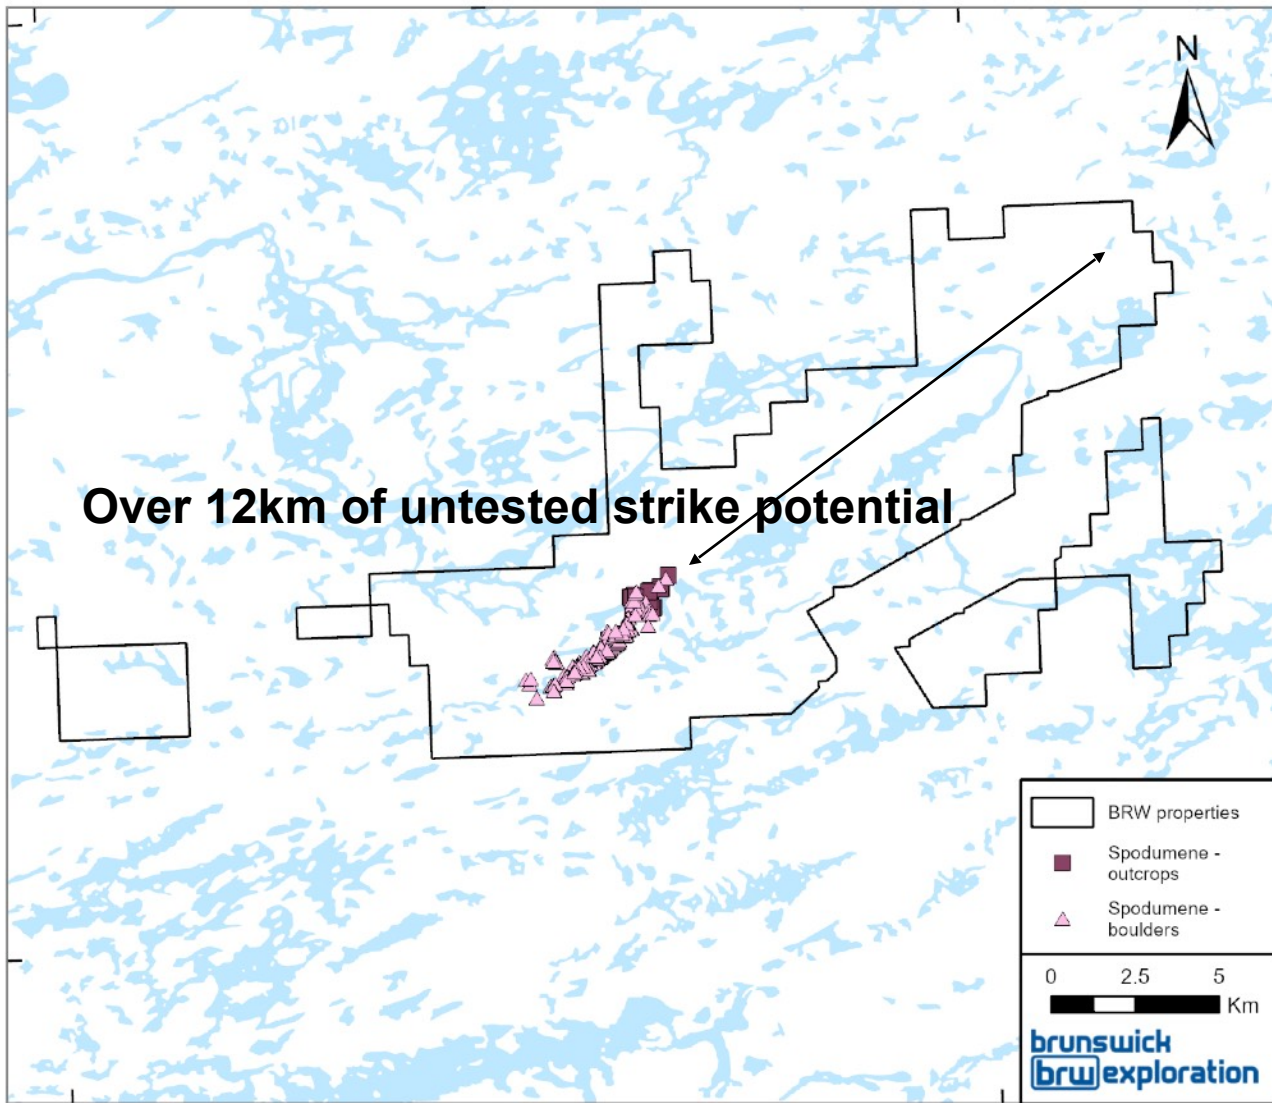 N
Over 12km of untested strike potential
BRW properties
Spodumene -
outcrops
Spodumene -
boulders
0 2.5 5
Km
brunswick
brw exploration